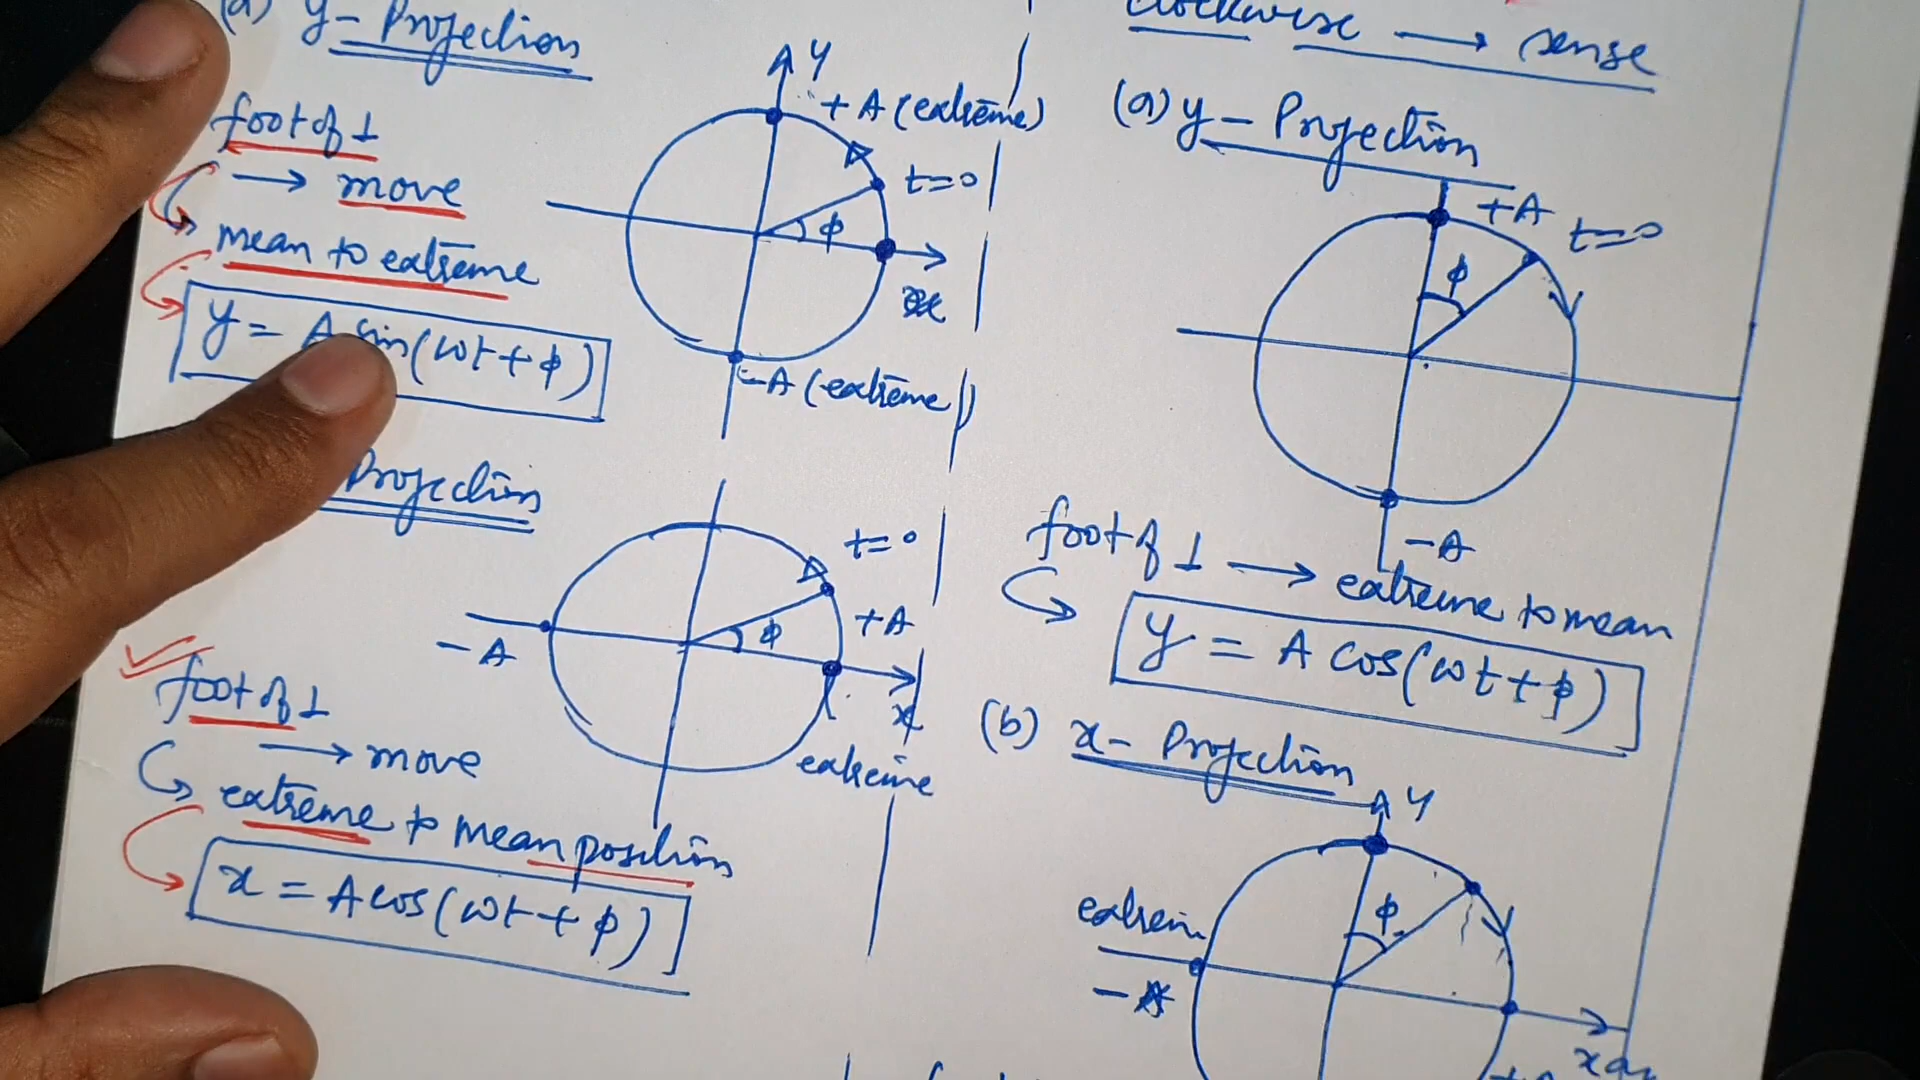 (a) y - Projection
foot of ⊥
→ move
mean to extreme
y = A sin(ωt + ϕ)
Y
+A (extreme)
t=0
ϕ
x
-A (extreme)
Projection
t=0
+A
ϕ
-A
x
extreme
foot of ⊥
→ move
extreme to mean position
x = A cos(ωt + ϕ)
clockwise → sense
(a) y - Projection
+A
t=0
ϕ
-A
foot of ⊥ → extreme to mean
y = A cos(ωt + ϕ)
(b) x - Projection
Y
ϕ
-A